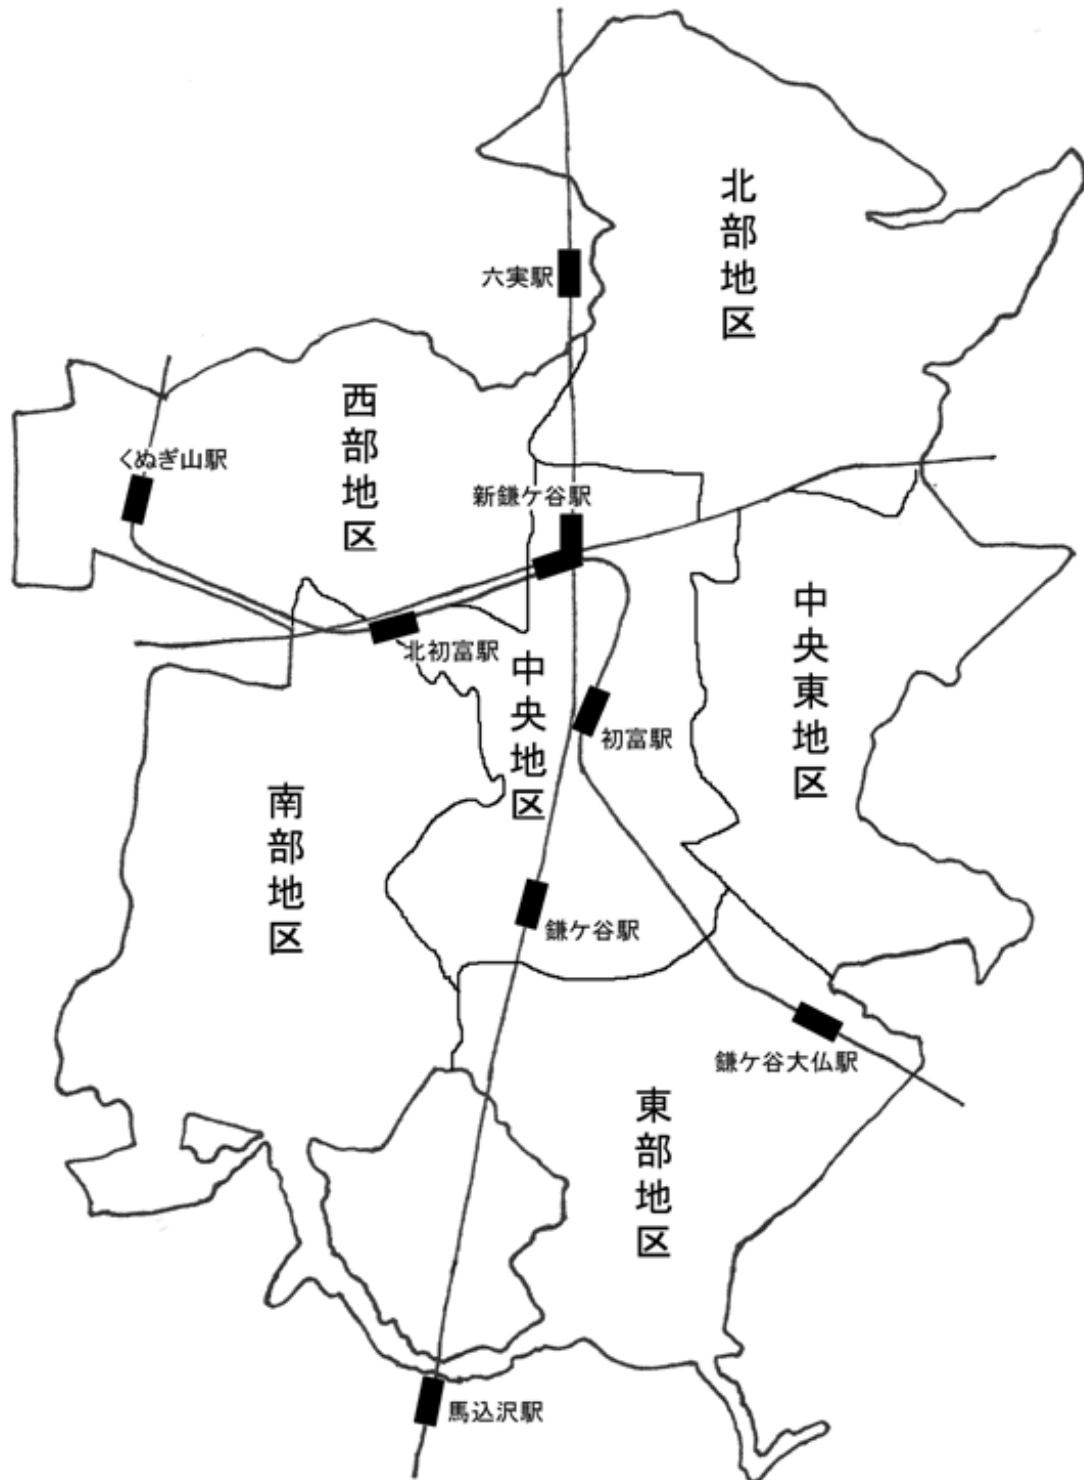 北部地区
六実駅
西部地区
くぬぎ山駅
新鎌ケ谷駅
中央東地区
北初富駅
中央地区
初富駅
南部地区
鎌ケ谷駅
鎌ケ谷大仏駅
東部地区
馬込沢駅